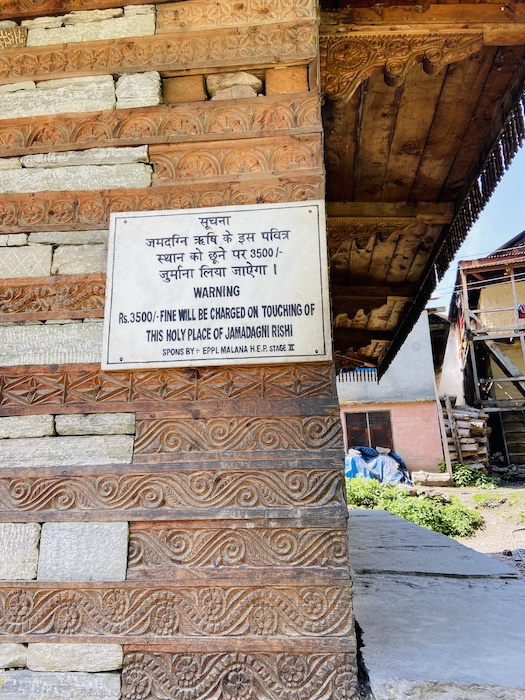 सूचना
जमदग्नि ऋषि के इस पवित्र
स्थान को छूने पर 3500/-
जुर्माना लिया जाऐगा ।
WARNING
Rs.3500/- FINE WILL BE CHARGED ON TOUCHING OF
THIS HOLY PLACE OF JAMADAGNI RISHI
SPONS BY :- EPPL MALANA H.E.P. STAGE II